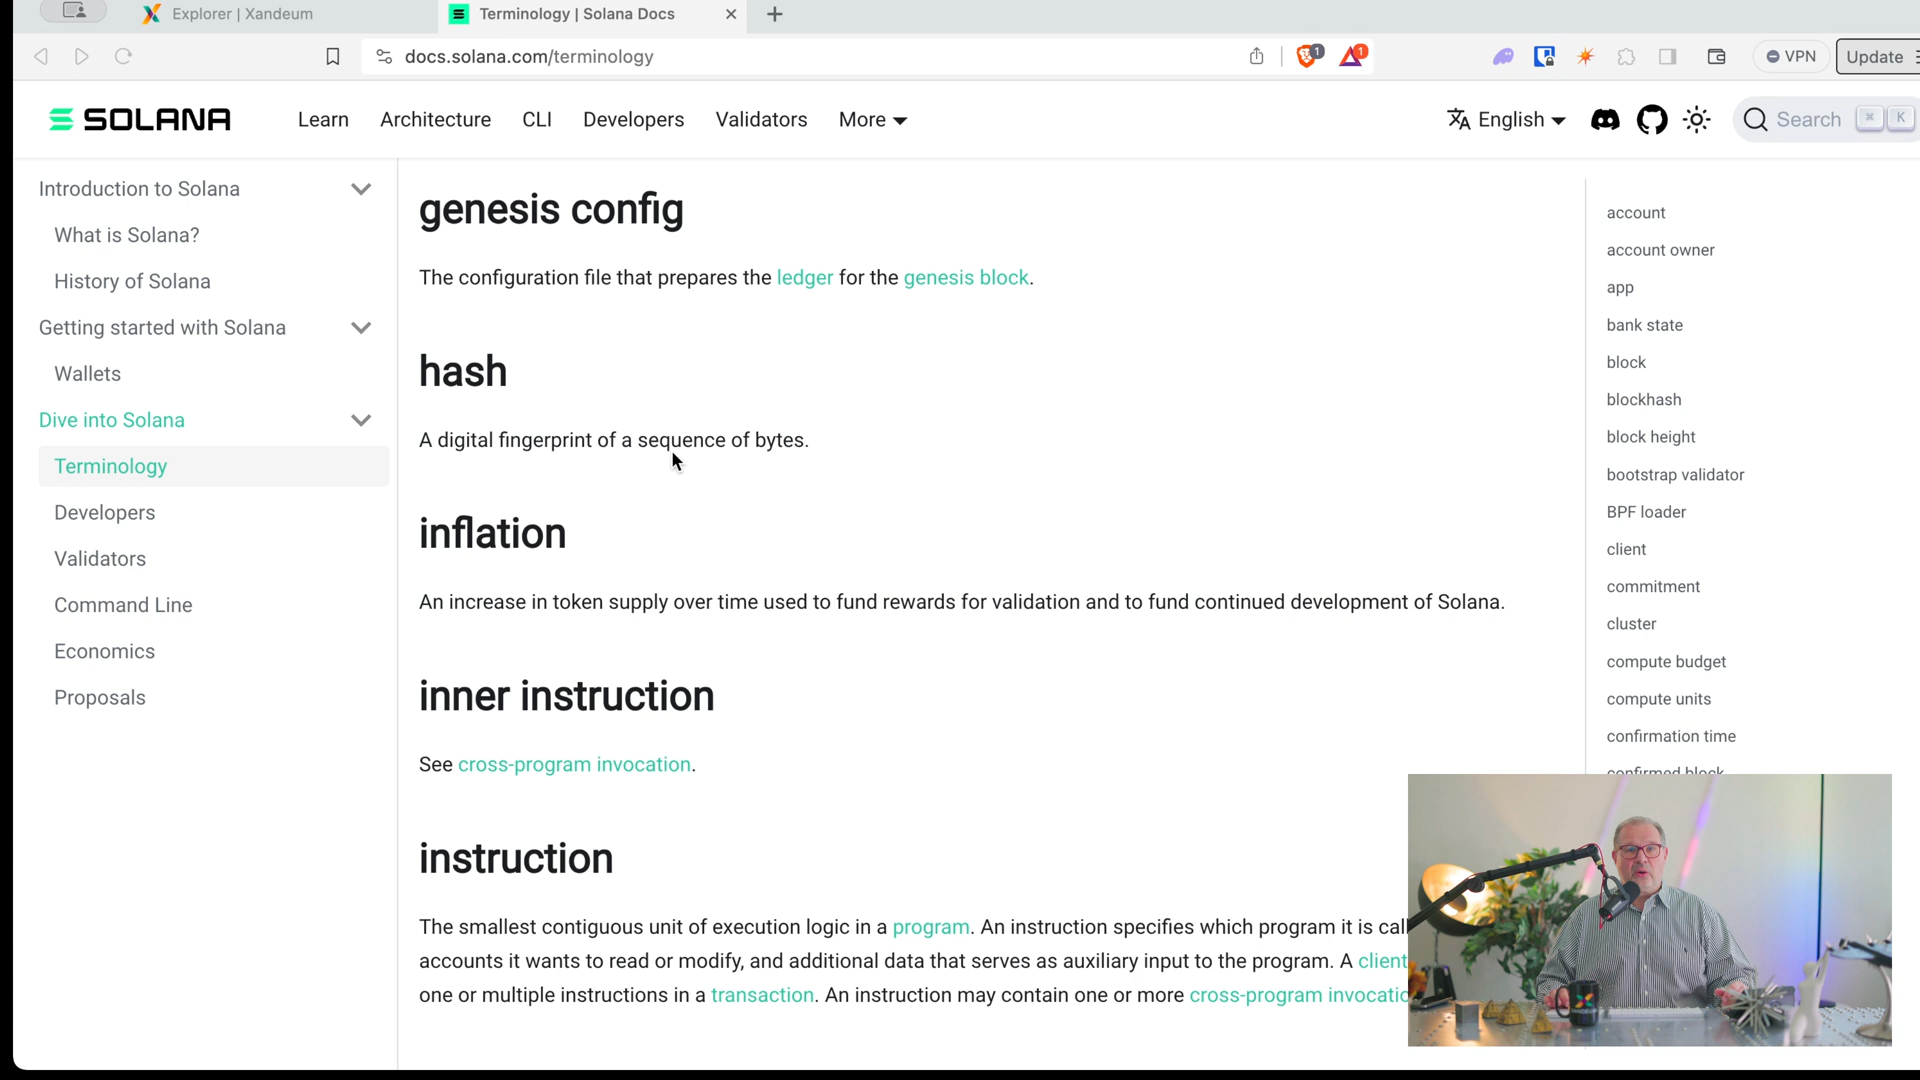 Explorer | Xandeum
Terminology | Solana Docs
docs.solana.com/terminology
1
1
VPN
Update
SOLANA
Learn
Architecture
CLI
Developers
Validators
More
English
Search
⌘ K
Introduction to Solana
What is Solana?
History of Solana
Getting started with Solana
Wallets
Dive into Solana
Terminology
Developers
Validators
Command Line
Economics
Proposals
genesis config
The configuration file that prepares the ledger for the genesis block.
hash
A digital fingerprint of a sequence of bytes.
inflation
An increase in token supply over time used to fund rewards for validation and to fund continued development of Solana.
inner instruction
See cross-program invocation.
instruction
The smallest contiguous unit of execution logic in a program. An instruction specifies which program it is call
accounts it wants to read or modify, and additional data that serves as auxiliary input to the program. A client
one or multiple instructions in a transaction. An instruction may contain one or more cross-program invocatio
account
account owner
app
bank state
block
blockhash
block height
bootstrap validator
BPF loader
client
commitment
cluster
compute budget
compute units
confirmation time
confirmed block